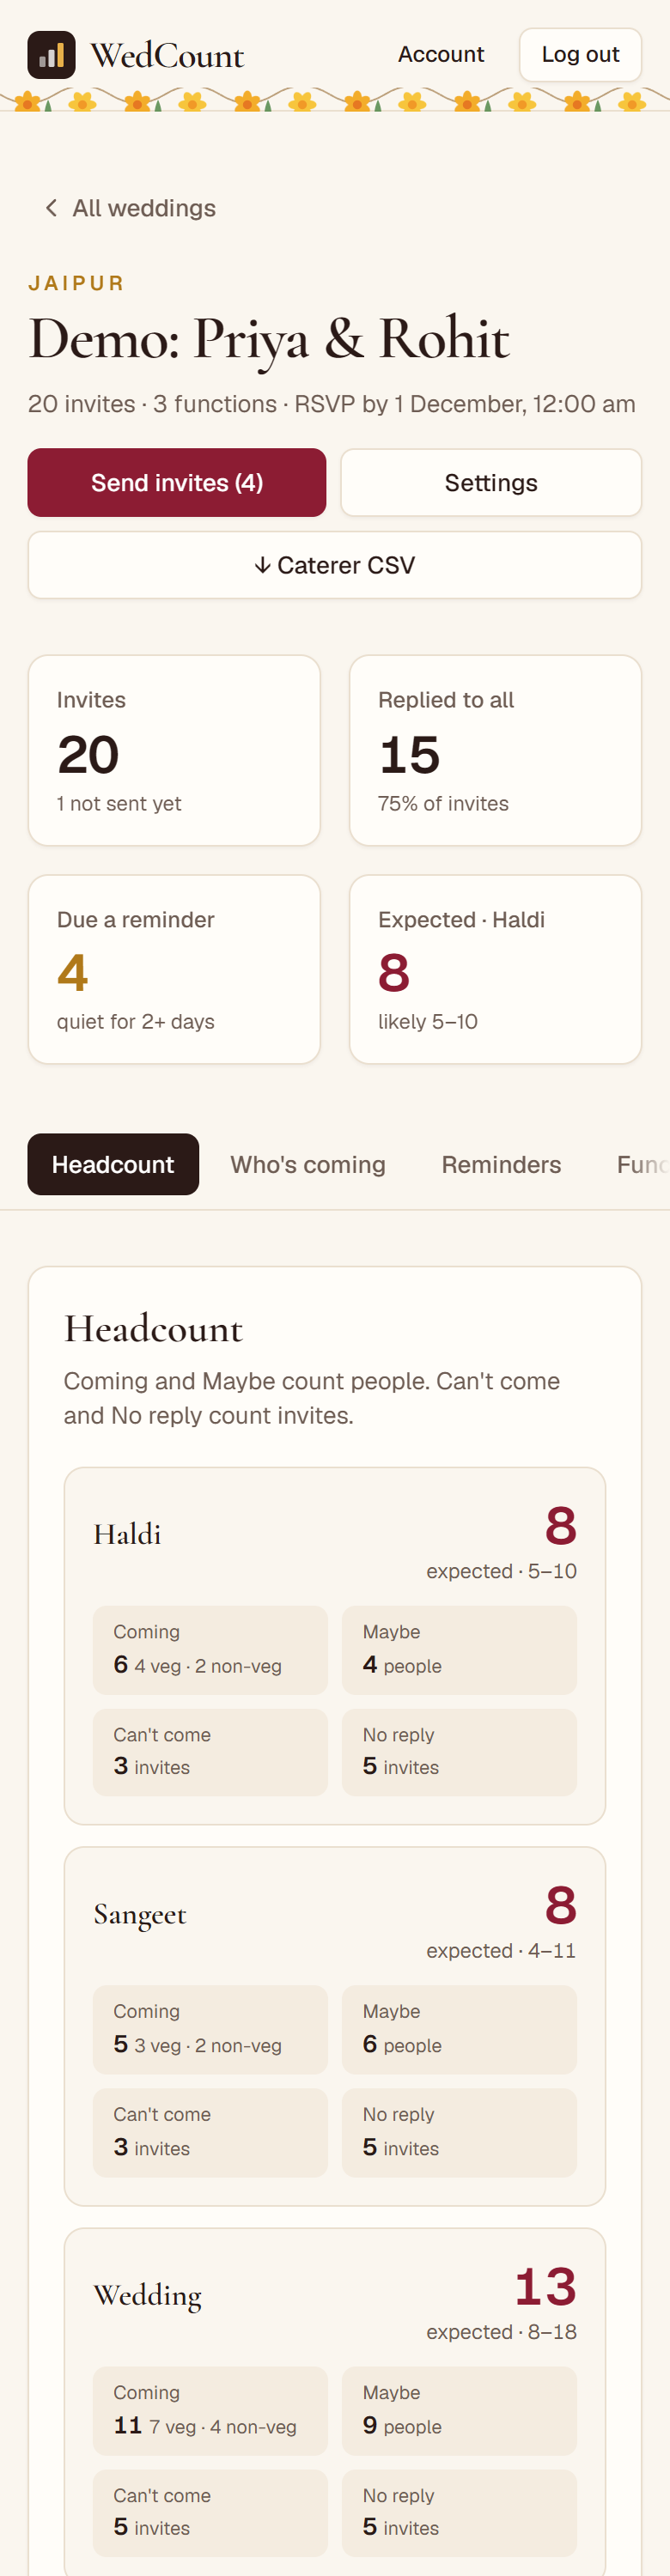 WedCount
Account
Log out
All weddings
JAIPUR
Demo: Priya & Rohit
20 invites · 3 functions · RSVP by 1 December, 12:00 am
Send invites (4)
Settings
↓ Caterer CSV
Invites
20
1 not sent yet
Replied to all
15
75% of invites
Due a reminder
4
quiet for 2+ days
Expected · Haldi
8
likely 5–10
Headcount
Who's coming
Reminders
Func
Headcount
Coming and Maybe count people. Can't come
and No reply count invites.
Haldi
8
expected · 5–10
Coming
6 4 veg · 2 non-veg
Maybe
4 people
Can't come
3 invites
No reply
5 invites
Sangeet
8
expected · 4–11
Coming
5 3 veg · 2 non-veg
Maybe
6 people
Can't come
3 invites
No reply
5 invites
Wedding
13
expected · 8–18
Coming
11 7 veg · 4 non-veg
Maybe
9 people
Can't come
5 invites
No reply
5 invites